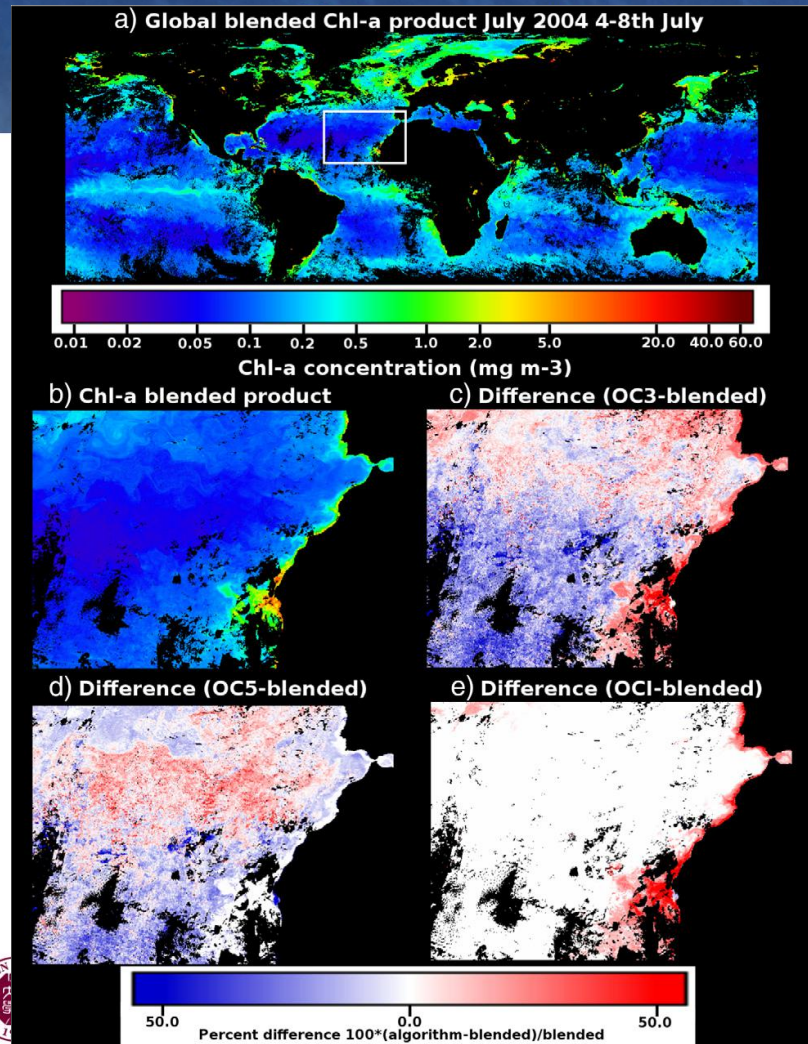 a) Global blended Chl-a product July 2004 4-8th July
0.01 0.02 0.05 0.1 0.2 0.5 1.0 2.0 5.0 20.0 40.0 60.0
Chl-a concentration (mg m-3)
b) Chl-a blended product
c) Difference (OC3-blended)
d) Difference (OC5-blended)
e) Difference (OCI-blended)
50.0 0.0 50.0
Percent difference 100*(algorithm-blended)/blended